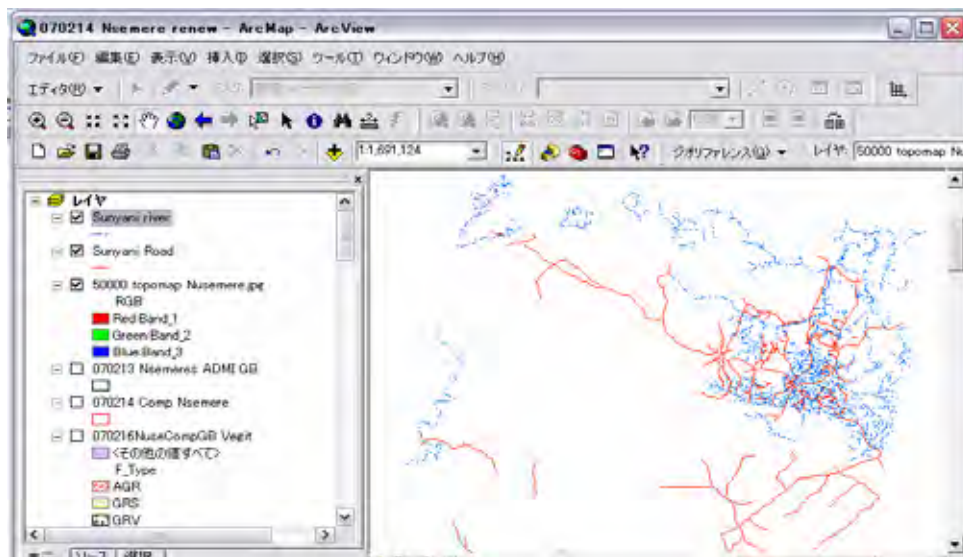 070214 Nsemere renew - ArcMap - ArcView
ファイル(F) 編集(E) 表示(V) 挿入(I) 選択(S) ツール(T) ウィンドウ(W) ヘルプ(H)
エディタ(R)
1:1,691,124 ジオリファレンス(G) レイヤ: 50000 topomap Nu
レイヤ
Sunyani river
Sunyani Road
50000 topomap Nusemere.jpg
RGB
Red:Band_1
Green:Band_2
Blue:Band_3
070213 Nsemeres ADMI GB
070214 Comp Nsemere
070216NuseCompGB Vegit
<その他の値すべて>
F_Type
AGR
GRS
GRV
ソース 選択